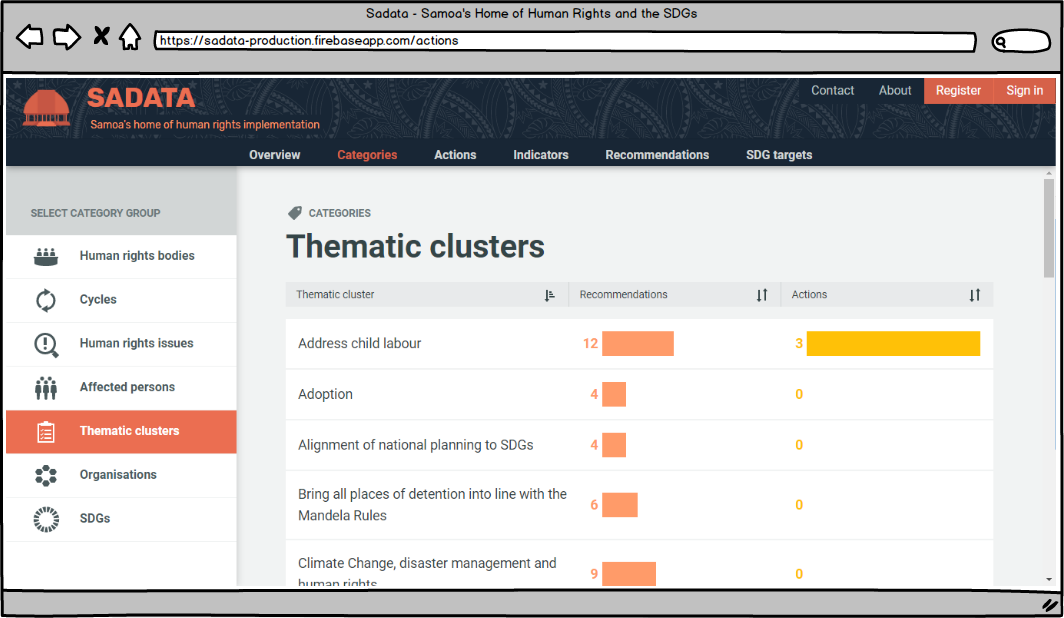 Sadata - Samoa's Home of Human Rights and the SDGs
https://sadata-production.firebaseapp.com/actions
SADATA
Samoa's home of human rights implementation
Contact About Register Sign in
Overview Categories Actions Indicators Recommendations SDG targets
SELECT CATEGORY GROUP
Human rights bodies
Cycles
Human rights issues
Affected persons
Thematic clusters
Organisations
SDGs
CATEGORIES
Thematic clusters
Thematic cluster Recommendations Actions
Address child labour 12 3
Adoption 4 0
Alignment of national planning to SDGs 4 0
Bring all places of detention into line with the
Mandela Rules 6 0
Climate Change, disaster management and
human rights 9 0